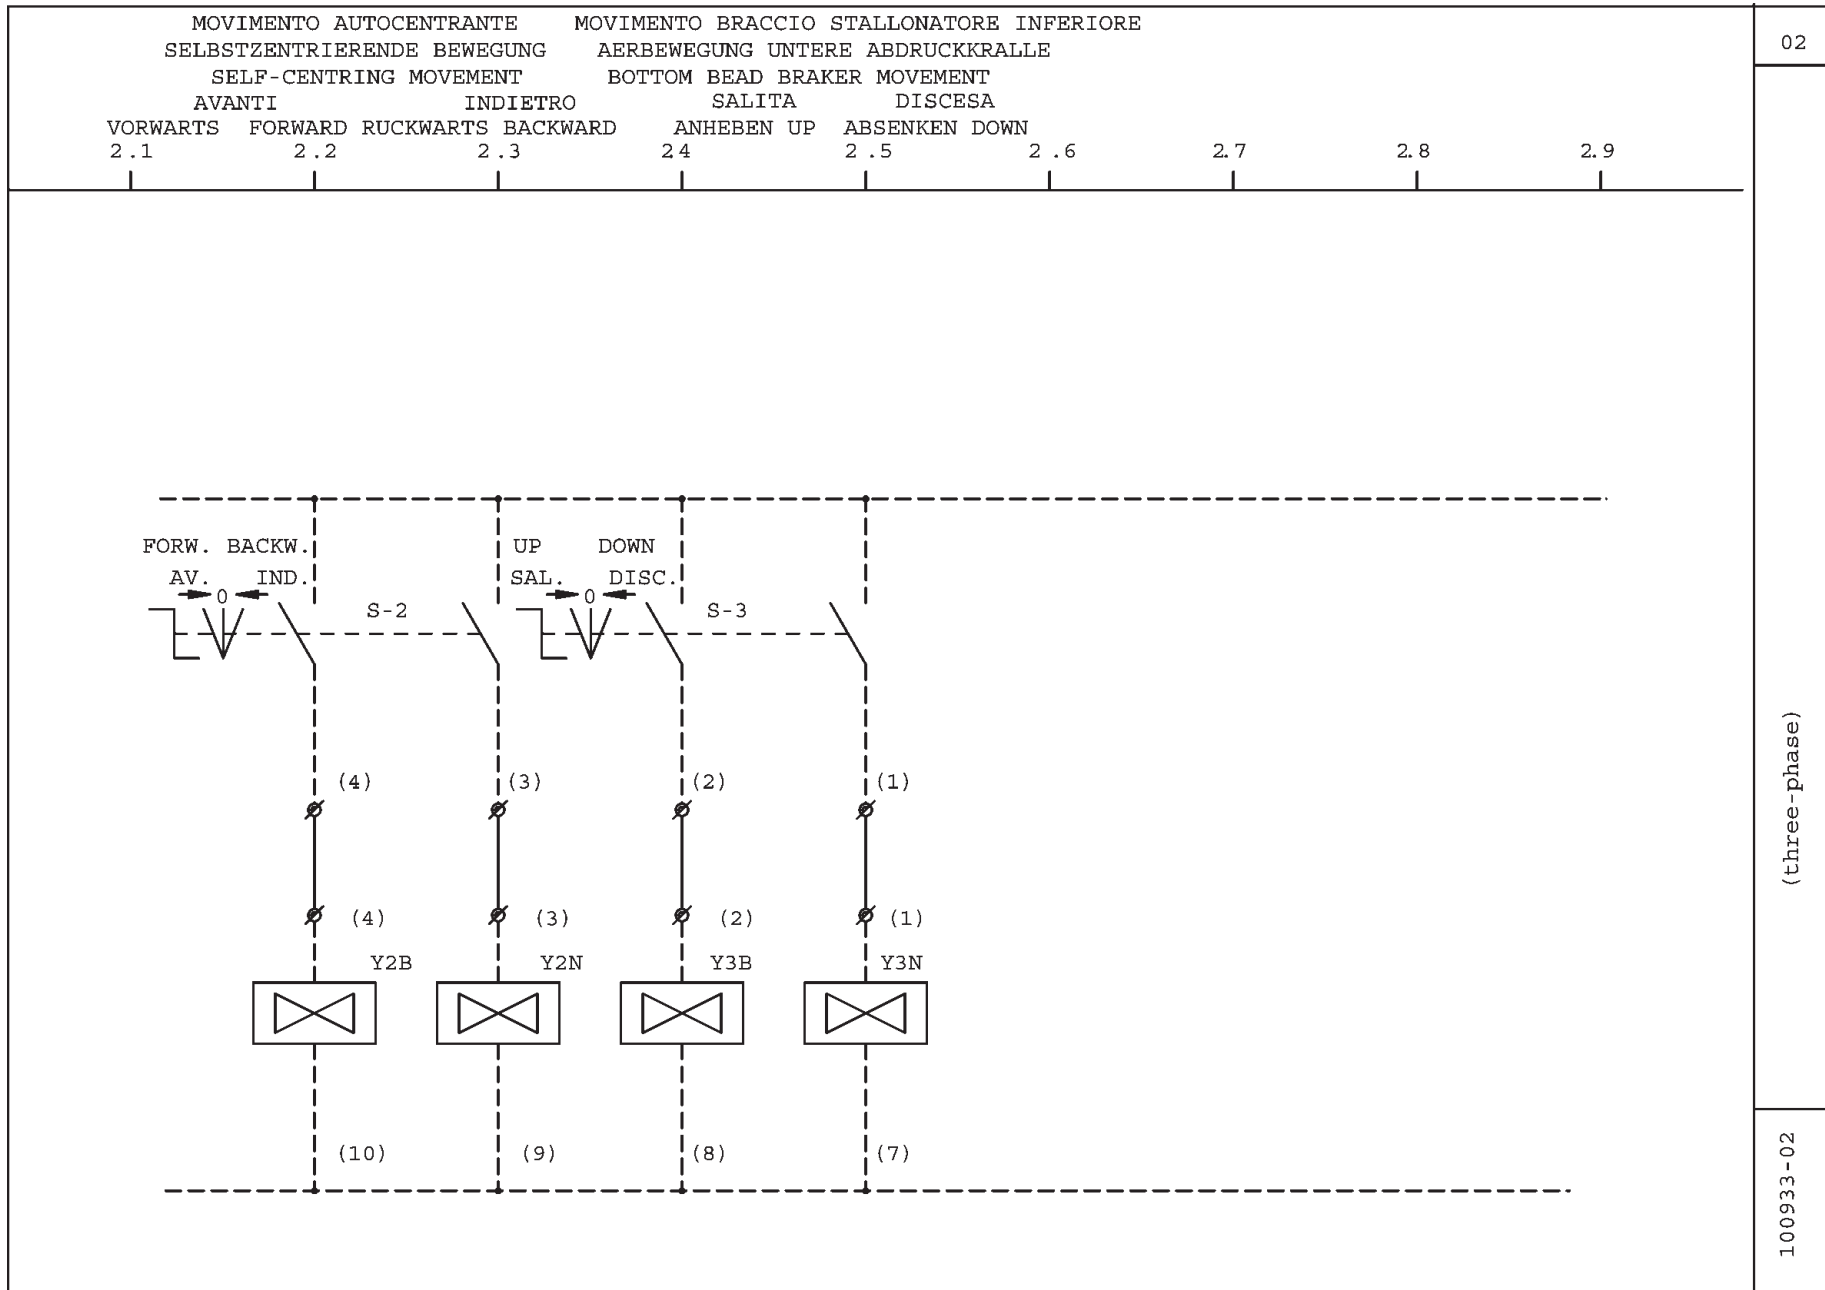 MOVIMENTO AUTOCENTRANTE MOVIMENTO BRACCIO STALLONATORE INFERIORE
SELBSTZENTRIERENDE BEWEGUNG AERBEWEGUNG UNTERE ABDRUCKKRALLE
SELF-CENTRING MOVEMENT BOTTOM BEAD BRAKER MOVEMENT
AVANTI INDIETRO SALITA DISCESA
VORWARTS FORWARD RUCKWARTS BACKWARD ANHEBEN UP ABSENKEN DOWN
2.1 2.2 2.3 24 2.5 2.6 2.7 2.8 2.9
02
FORW. BACKW. UP DOWN
AV. IND. SAL. DISC.
0 0
S-2 S-3
(4) (3) (2) (1)
(4) (3) (2) (1)
Y2B Y2N Y3B Y3N
(10) (9) (8) (7)
(three-phase)
100933-02